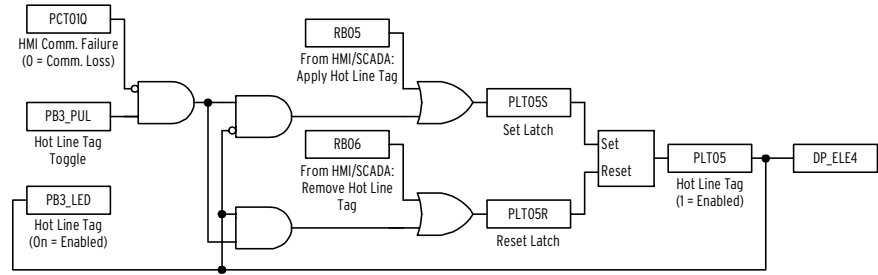 PCT01Q
HMI Comm. Failure
(0 = Comm. Loss)
PB3_PUL
Hot Line Tag
Toggle
PB3_LED
Hot Line Tag
(On = Enabled)
RB05
From HMI/SCADA:
Apply Hot Line Tag
RB06
From HMI/SCADA:
Remove Hot Line
Tag
PLT05S
Set Latch
PLT05R
Reset Latch
Set
Reset
PLT05
Hot Line Tag
(1 = Enabled)
DP_ELE4